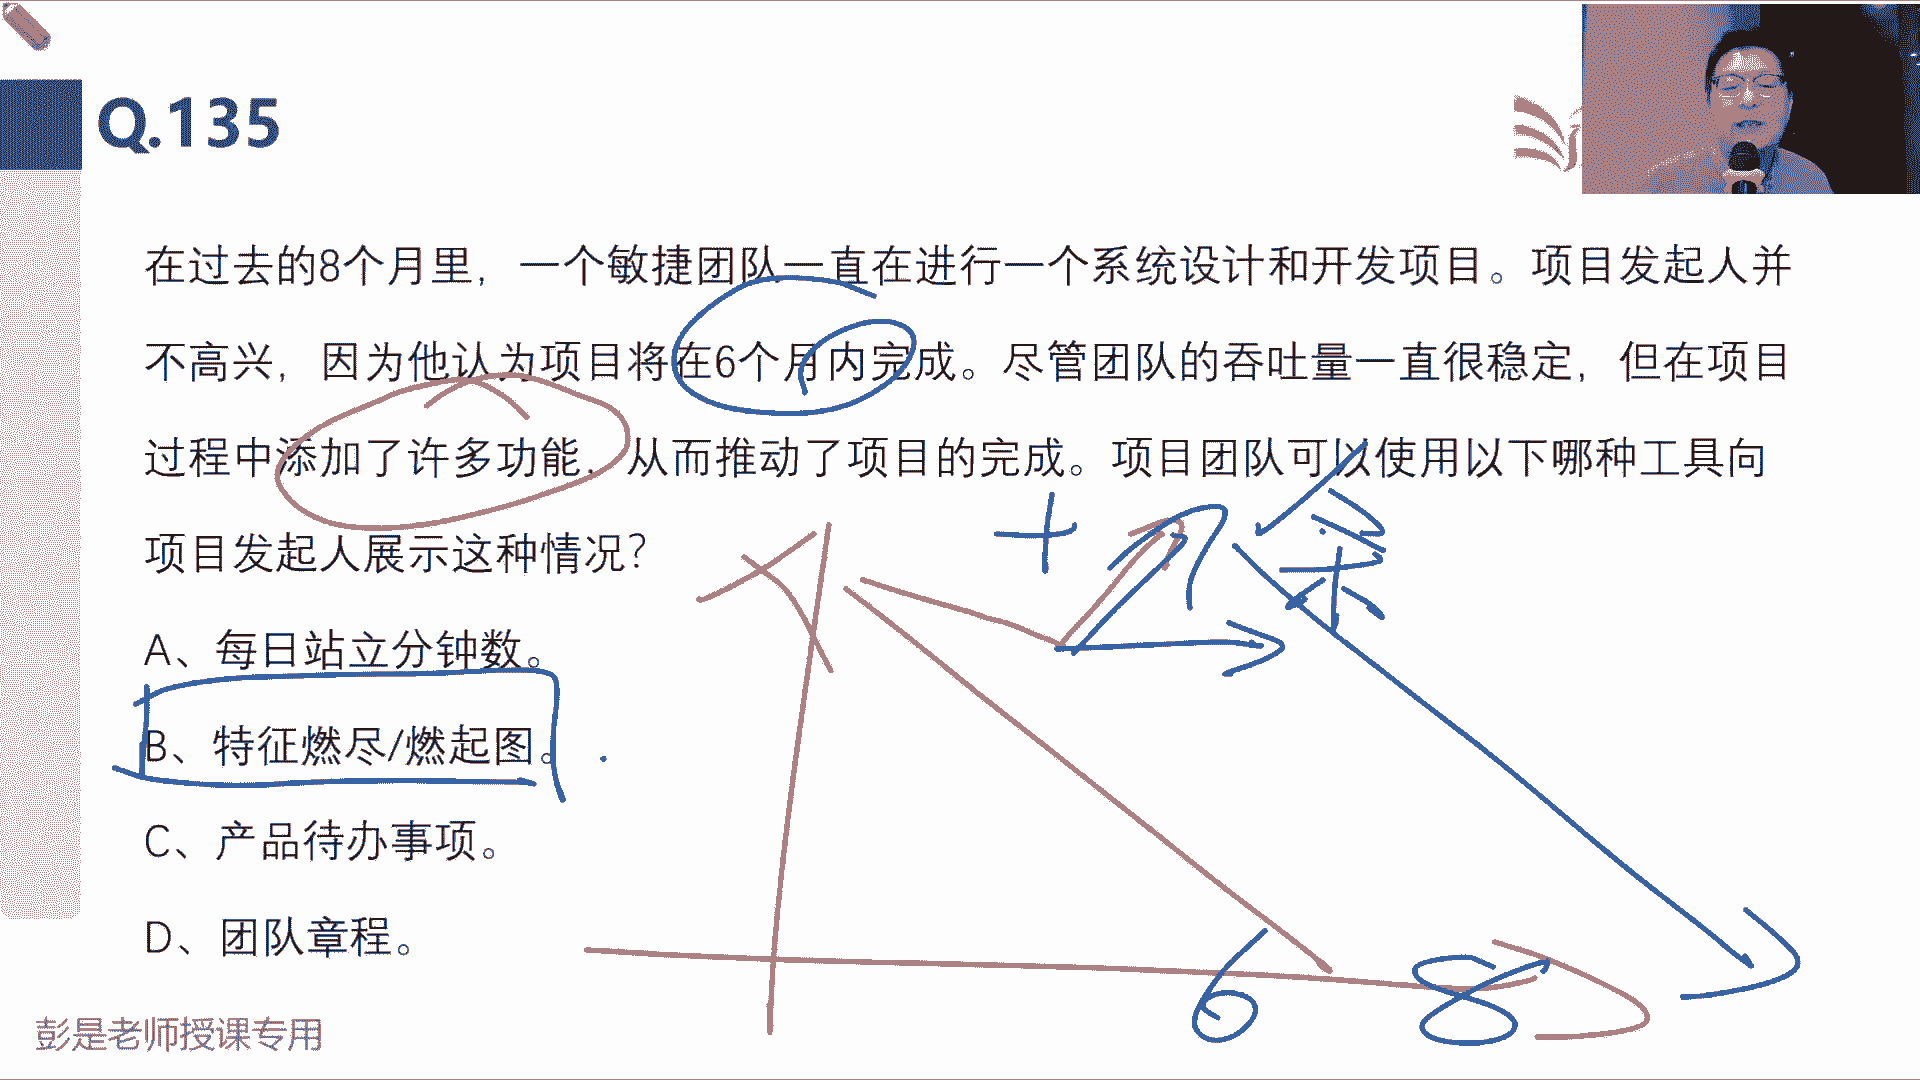 Q.135
在过去的8个月里，一个敏捷团队一直在进行一个系统设计和开发项目。项目发起人并
不高兴，因为他认为项目将在6个月内完成。尽管团队的吞吐量一直很稳定，但在项目
过程中添加了许多功能，从而推动了项目的完成。项目团队可以使用以下哪种工具向
项目发起人展示这种情况？
A、每日站立分钟数。
B、特征燃尽/燃起图。
C、产品待办事项。
D、团队章程。
6 8
彭是老师授课专用